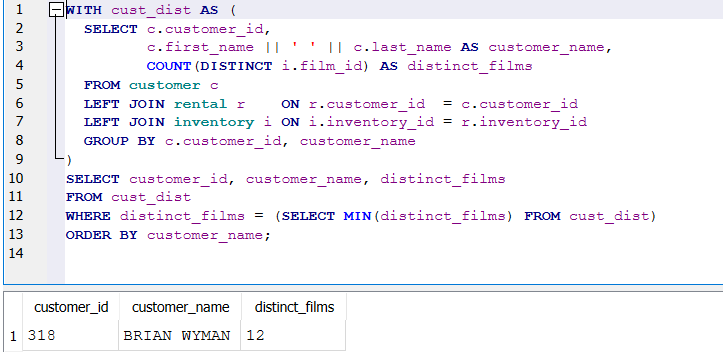 1 WITH cust_dist AS (
2 SELECT c.customer_id,
3 c.first_name || ' ' || c.last_name AS customer_name,
4 COUNT(DISTINCT i.film_id) AS distinct_films
5 FROM customer c
6 LEFT JOIN rental r ON r.customer_id = c.customer_id
7 LEFT JOIN inventory i ON i.inventory_id = r.inventory_id
8 GROUP BY c.customer_id, customer_name
9 )
10 SELECT customer_id, customer_name, distinct_films
11 FROM cust_dist
12 WHERE distinct_films = (SELECT MIN(distinct_films) FROM cust_dist)
13 ORDER BY customer_name;
14
customer_id customer_name distinct_films
1 318 BRIAN WYMAN 12